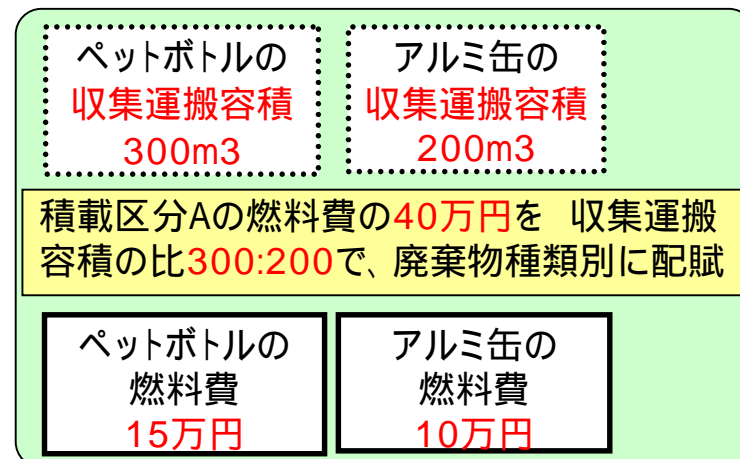 ペットボトルの
収集運搬容積
300m3
アルミ缶の
収集運搬容積
200m3
積載区分Aの燃料費の40万円を 収集運搬
容積の比300:200で、廃棄物種類別に配賦
ペットボトルの
燃料費
15万円
アルミ缶の
燃料費
10万円